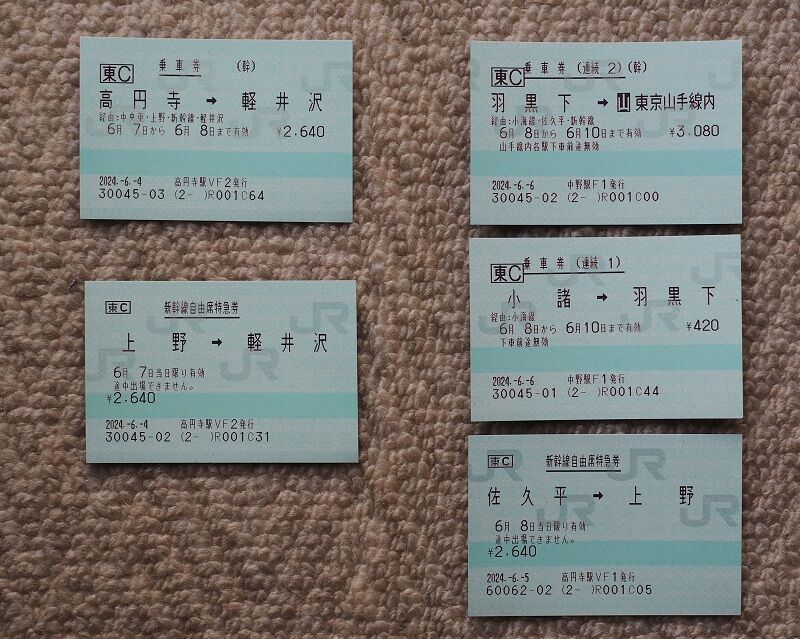 東C 乗車券 (幹)
高円寺 → 軽井沢
経由:中央東・上野・新幹線・軽井沢
6月 7日から 6月 8日まで有効 ¥2,640
2024.-6.-4 高円寺駅VF2発行
30045-03 (2- )R001C64
東C 新幹線自由席特急券
上野 → 軽井沢
6月 7日当日限り有効
途中出場できません。
¥2,640
2024.-6.-4 高円寺駅VF2発行
30045-02 (2- )R001C31
東C 乗車券 (連続 2) (幹)
羽黒下 → 山 東京山手線内
経由:小海線・佐久平・新幹線
6月 8日から 6月10日まで有効 ¥3,080
山手線内各駅下車前途無効
2024.-6.-6 中野駅F1発行
30045-02 (2- )R001C00
東C 乗車券 (連続 1)
小諸 → 羽黒下
経由:小海線
6月 8日から 6月10日まで有効 ¥420
下車前途無効
2024.-6.-6 中野駅F1発行
30045-01 (2- )R001C44
東C 新幹線自由席特急券
佐久平 → 上野
6月 8日当日限り有効
途中出場できません。
¥2,640
2024.-6.-5 高円寺駅VF1発行
60062-02 (2- )R001C05